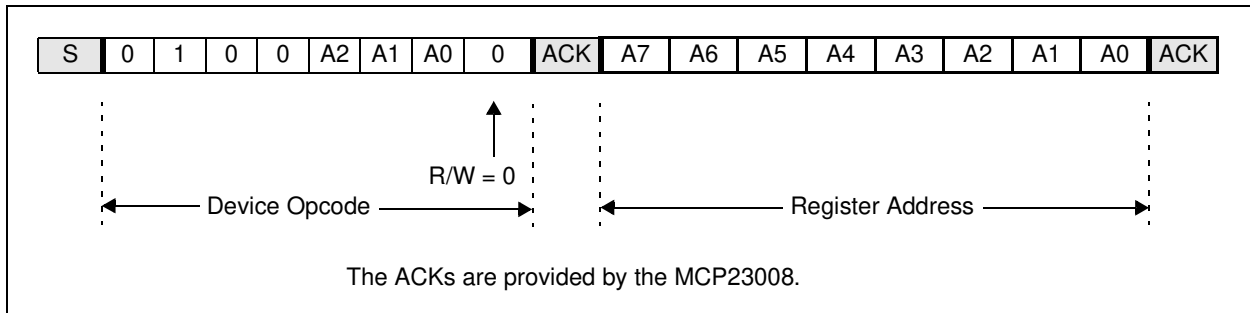 S 0 1 0 0 A2 A1 A0 0 ACK A7 A6 A5 A4 A3 A2 A1 A0 ACK
R/W = 0
Device Opcode Register Address
The ACKs are provided by the MCP23008.